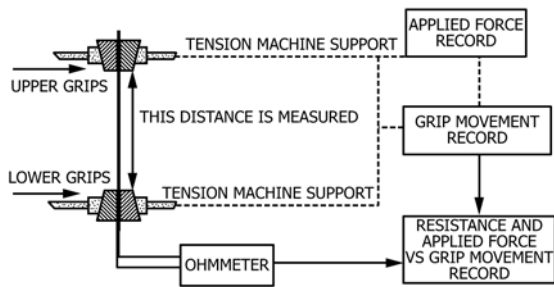 APPLIED FORCE
RECORD
TENSION MACHINE SUPPORT
UPPER GRIPS
THIS DISTANCE IS MEASURED
GRIP MOVEMENT
RECORD
LOWER GRIPS
TENSION MACHINE SUPPORT
RESISTANCE AND
APPLIED FORCE
VS GRIP MOVEMENT
RECORD
OHMMETER